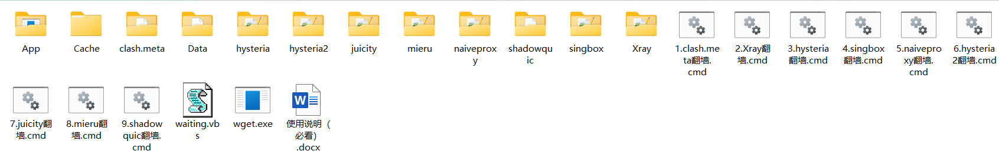 App
Cache
clash.meta
Data
hysteria
hysteria2
juicity
mieru
naiveprox
y
shadowqu
ic
singbox
Xray
1.clash.me
ta翻墙.
cmd
2.Xray翻
墙.cmd
3.hysteria
翻墙.cmd
4.singbox
翻墙.cmd
5.naivepro
xy翻墙.
cmd
6.hysteria
2翻墙.cmd
7.juicity翻
墙.cmd
8.mieru翻
墙.cmd
9.shadow
quic翻墙.
cmd
waiting.vb
s
wget.exe
W
使用说明（
必看）
.docx